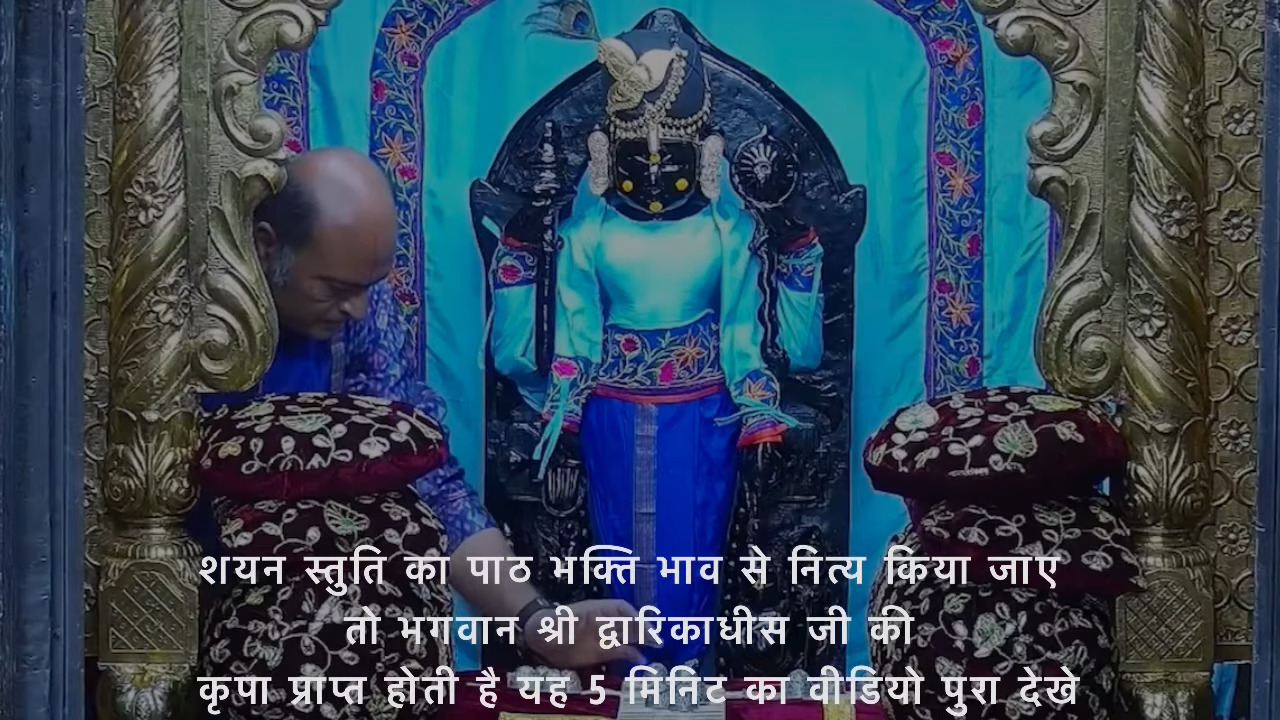 शयन स्तुति का पाठ भक्ति भाव से नित्य किया जाए
तो भगवान श्री द्वारिकाधीस जी की
कृपा प्राप्त होती है यह 5 मिनिट का वीडियो पुरा देखे